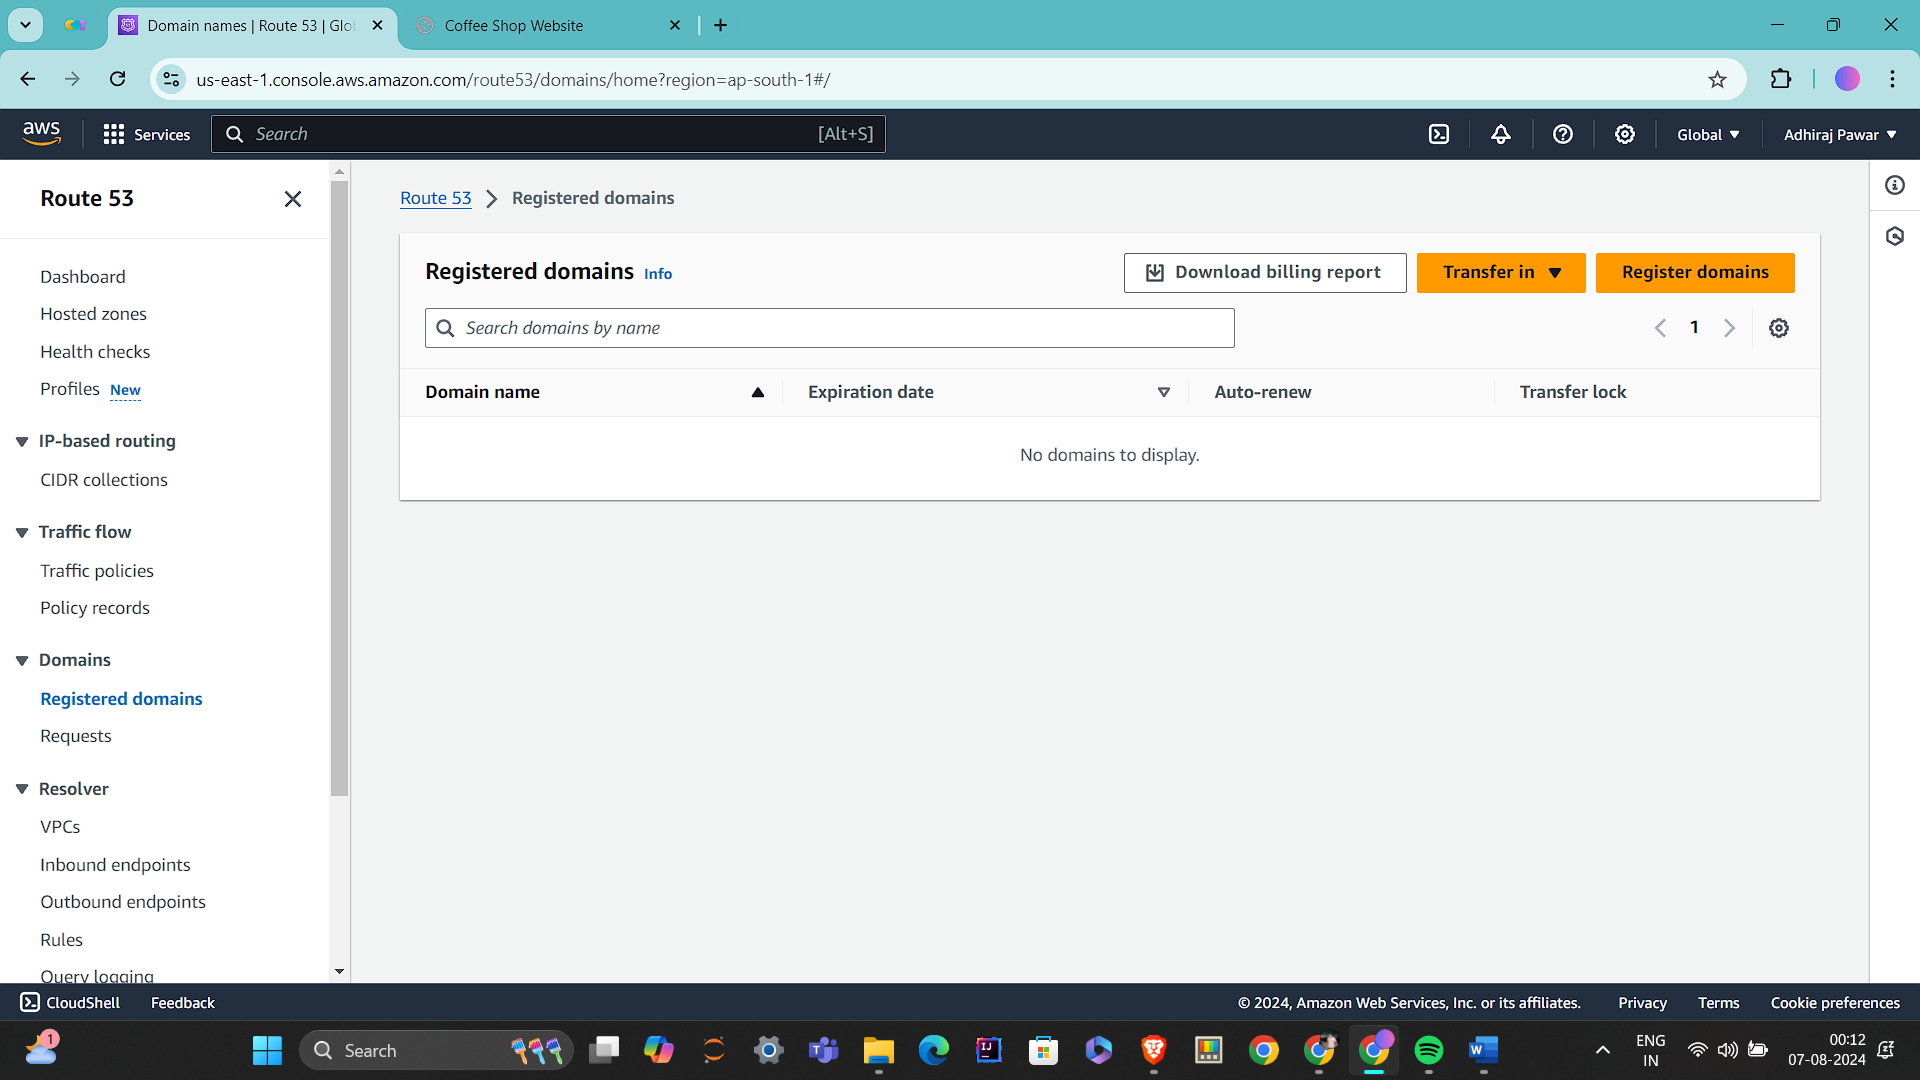 Domain names | Route 53 | Glo
Coffee Shop Website
us-east-1.console.aws.amazon.com/route53/domains/home?region=ap-south-1#/
aws
Services
Search
[Alt+S]
Global
Adhiraj Pawar
Route 53
Dashboard
Hosted zones
Health checks
Profiles New
IP-based routing
CIDR collections
Traffic flow
Traffic policies
Policy records
Domains
Registered domains
Requests
Resolver
VPCs
Inbound endpoints
Outbound endpoints
Rules
Query logging
Route 53 > Registered domains
Registered domains Info
Download billing report
Transfer in
Register domains
Search domains by name
1
Domain name
Expiration date
Auto-renew
Transfer lock
No domains to display.
CloudShell
Feedback
© 2024, Amazon Web Services, Inc. or its affiliates.
Privacy
Terms
Cookie preferences
1
Search
ENG
IN
00:12
07-08-2024